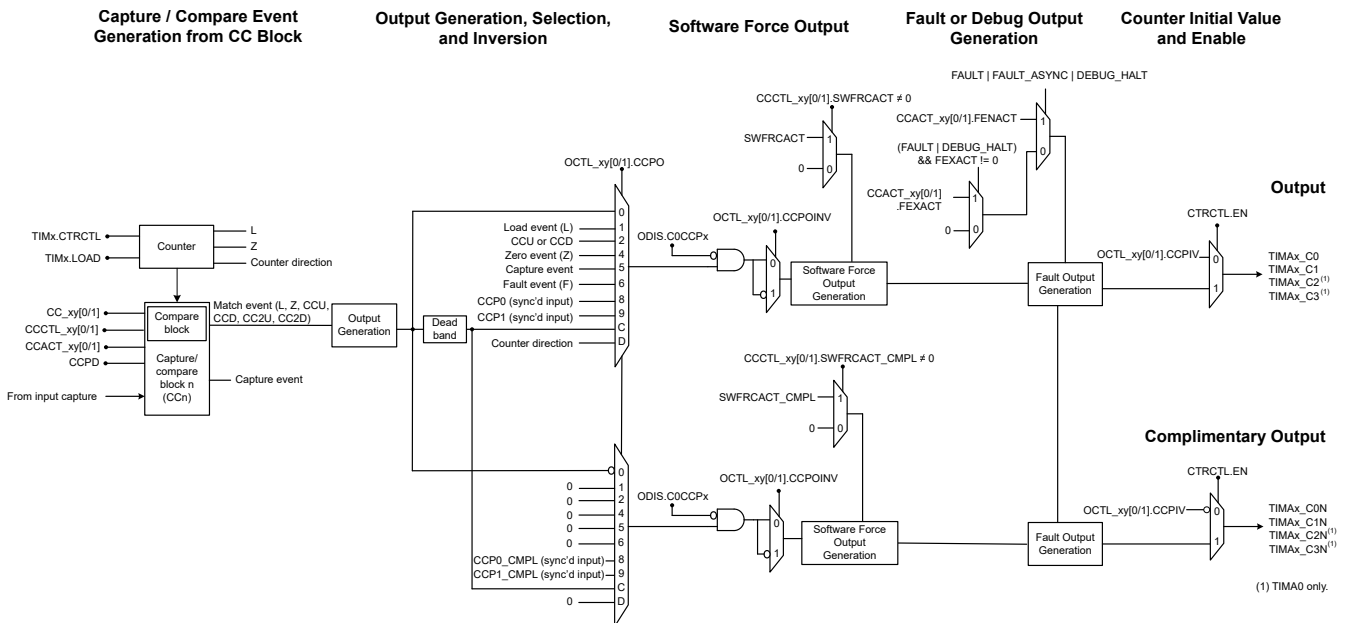 Capture / Compare Event
Generation from CC Block
Output Generation, Selection,
and Inversion
Software Force Output
Fault or Debug Output
Generation
Counter Initial Value
and Enable
TIMx.CTRCTL
TIMx.LOAD
Counter
L
Z
Counter direction
CC_xy[0/1]
CCCTL_xy[0/1]
CCACT_xy[0/1]
CCPD
From input capture
Compare
block
Capture/
compare
block n
(CCn)
Match event (L, Z, CCU,
CCD, CC2U, CC2D)
Capture event
Output
Generation
Dead
band
OCTL_xy[0/1].CCPO
0
Load event (L) 1
CCU or CCD 2
Zero event (Z) 4
Capture event 5
Fault event (F) 6
CCP0 (sync'd input) 8
CCP1 (sync'd input) 9
C
Counter direction D
ODIS.C0CCPx
OCTL_xy[0/1].CCPOINV
0
1
CCCTL_xy[0/1].SWFRCACT ≠ 0
SWFRCACT 1
0 0
Software Force
Output
Generation
FAULT | FAULT_ASYNC | DEBUG_HALT
CCACT_xy[0/1].FENACT 1
0
(FAULT | DEBUG_HALT)
&& FEXACT != 0
CCACT_xy[0/1]
.FEXACT
1
0 0
Fault Output
Generation
Output
CTRCTL.EN
OCTL_xy[0/1].CCPIV 0
1
TIMAx_C0
TIMAx_C1
TIMAx_C2(1)
TIMAx_C3(1)
0
0 1
0 2
0 4
0 5
0 6
CCP0_CMPL (sync'd input) 8
CCP1_CMPL (sync'd input) 9
C
0 D
ODIS.C0CCPx
OCTL_xy[0/1].CCPOINV
0
1
CCCTL_xy[0/1].SWFRCACT_CMPL ≠ 0
SWFRCACT_CMPL 1
0 0
Software Force
Output
Generation
Fault Output
Generation
Complimentary Output
CTRCTL.EN
OCTL_xy[0/1].CCPIV 0
1
TIMAx_C0N
TIMAx_C1N
TIMAx_C2N(1)
TIMAx_C3N(1)
(1) TIMA0 only.